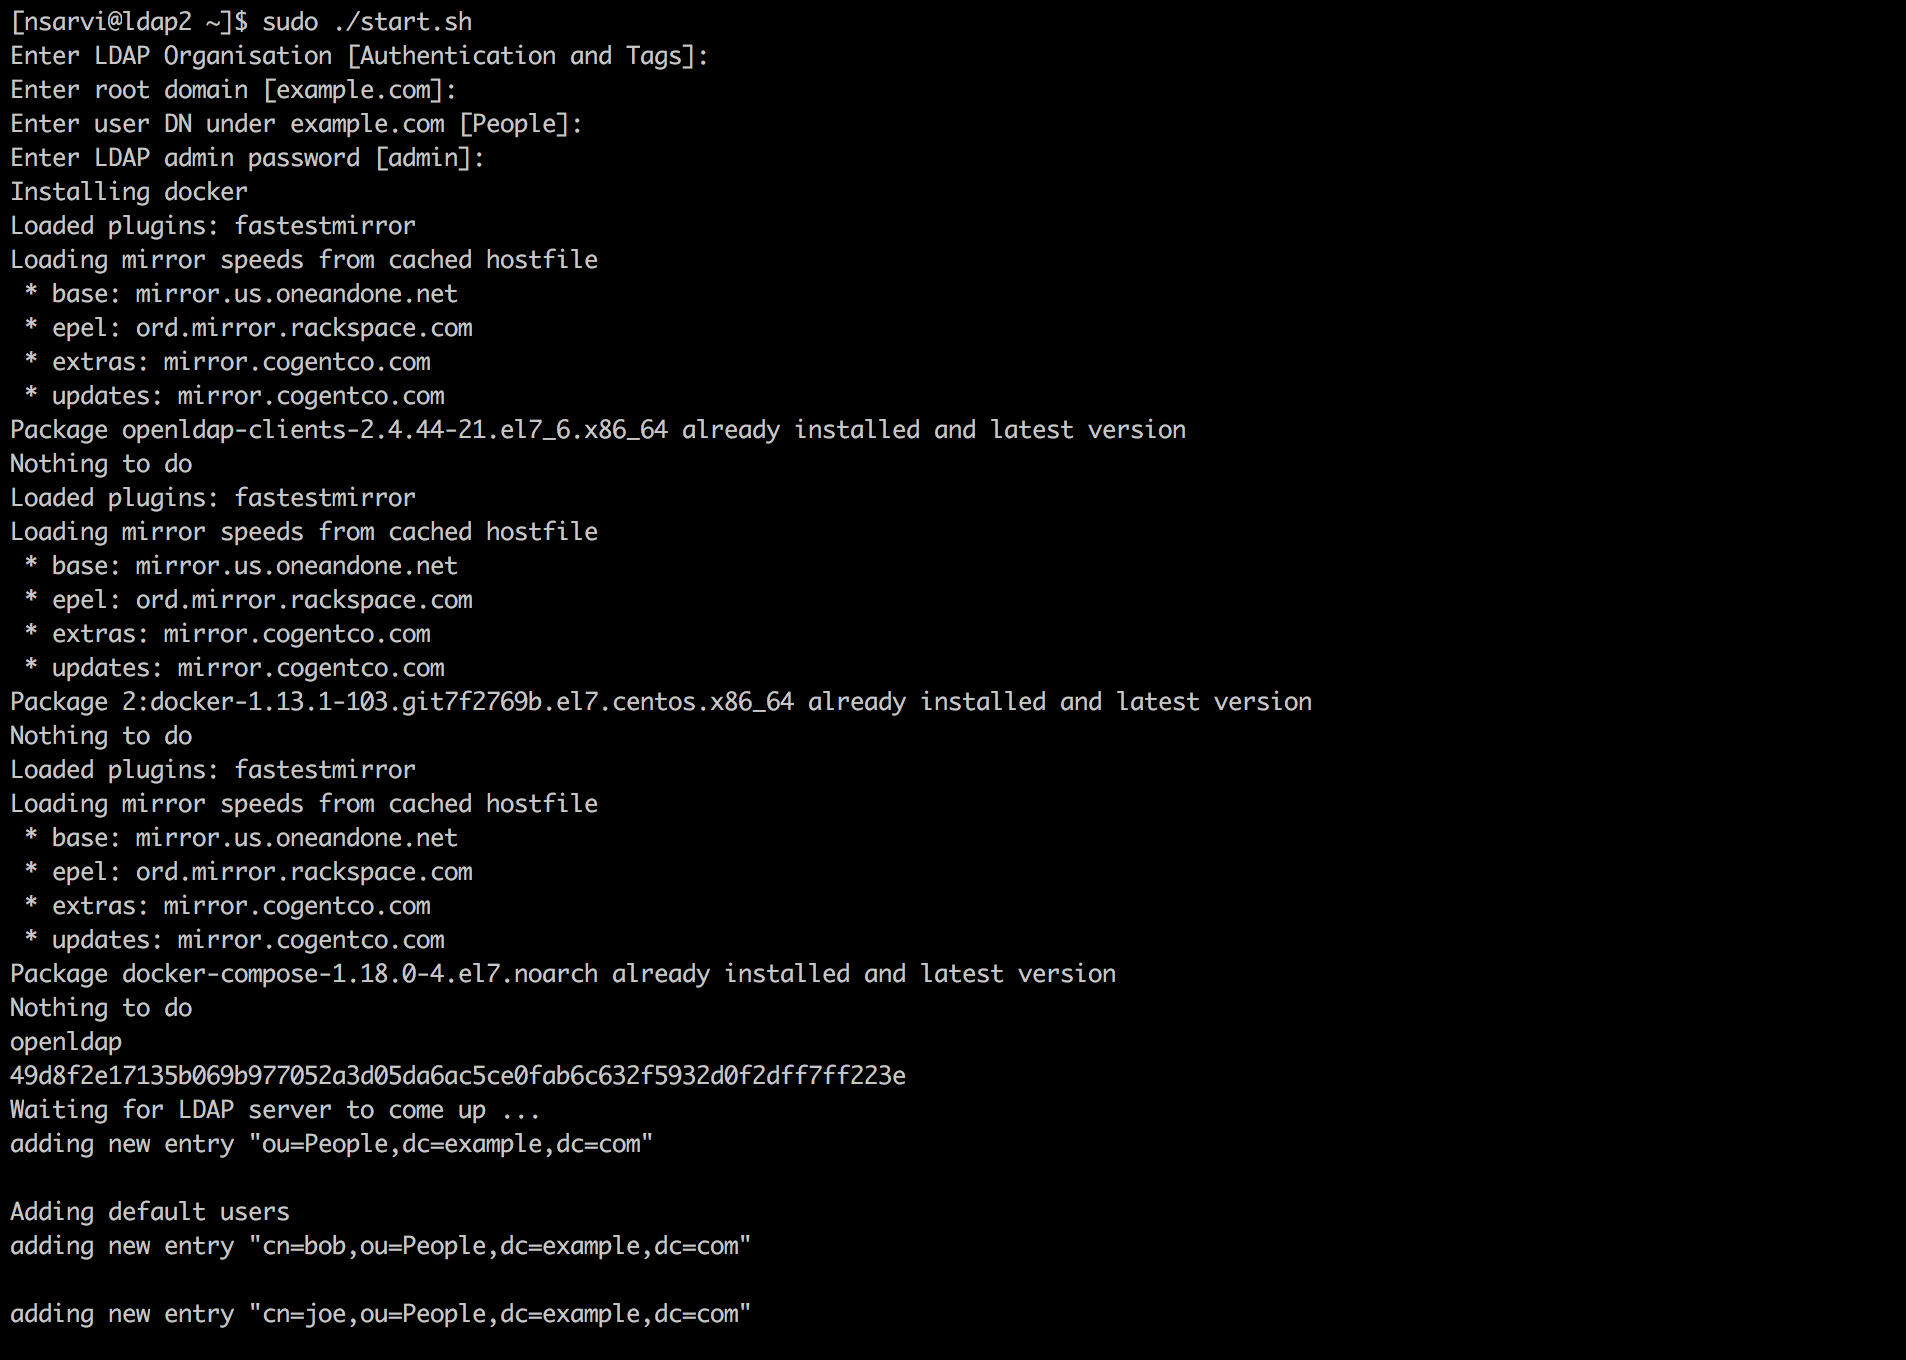 [nsarvi@ldap2 ~]$ sudo ./start.sh
Enter LDAP Organisation [Authentication and Tags]:
Enter root domain [example.com]:
Enter user DN under example.com [People]:
Enter LDAP admin password [admin]:
Installing docker
Loaded plugins: fastestmirror
Loading mirror speeds from cached hostfile
 * base: mirror.us.oneandone.net
 * epel: ord.mirror.rackspace.com
 * extras: mirror.cogentco.com
 * updates: mirror.cogentco.com
Package openldap-clients-2.4.44-21.el7_6.x86_64 already installed and latest version
Nothing to do
Loaded plugins: fastestmirror
Loading mirror speeds from cached hostfile
 * base: mirror.us.oneandone.net
 * epel: ord.mirror.rackspace.com
 * extras: mirror.cogentco.com
 * updates: mirror.cogentco.com
Package 2:docker-1.13.1-103.git7f2769b.el7.centos.x86_64 already installed and latest version
Nothing to do
Loaded plugins: fastestmirror
Loading mirror speeds from cached hostfile
 * base: mirror.us.oneandone.net
 * epel: ord.mirror.rackspace.com
 * extras: mirror.cogentco.com
 * updates: mirror.cogentco.com
Package docker-compose-1.18.0-4.el7.noarch already installed and latest version
Nothing to do
openldap
49d8f2e17135b069b977052a3d05da6ac5ce0fab6c632f5932d0f2dff7ff223e
Waiting for LDAP server to come up ...
adding new entry "ou=People,dc=example,dc=com"

Adding default users
adding new entry "cn=bob,ou=People,dc=example,dc=com"

adding new entry "cn=joe,ou=People,dc=example,dc=com"